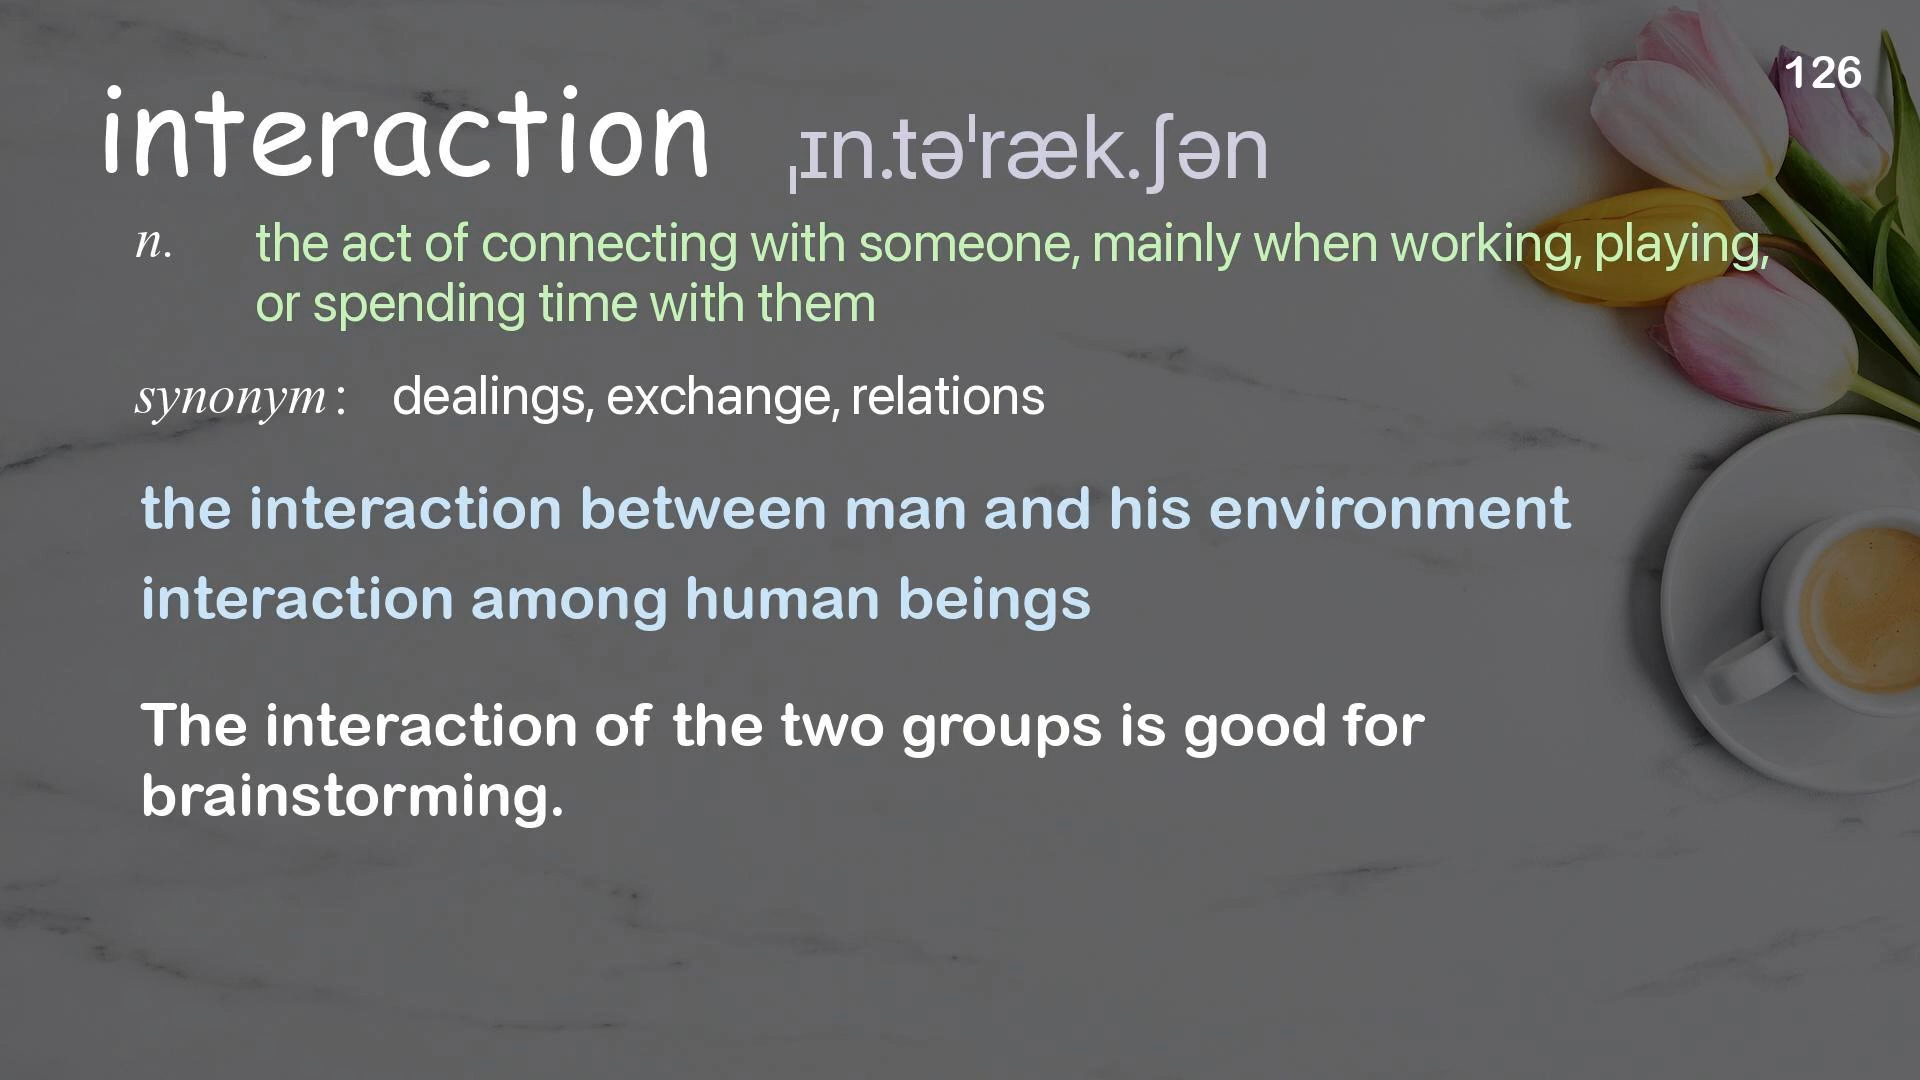 126
interaction ˌɪn.təˈræk.ʃən
n. the act of connecting with someone, mainly when working, playing,
or spending time with them
synonym : dealings, exchange, relations
the interaction between man and his environment
interaction among human beings
The interaction of the two groups is good for
brainstorming.